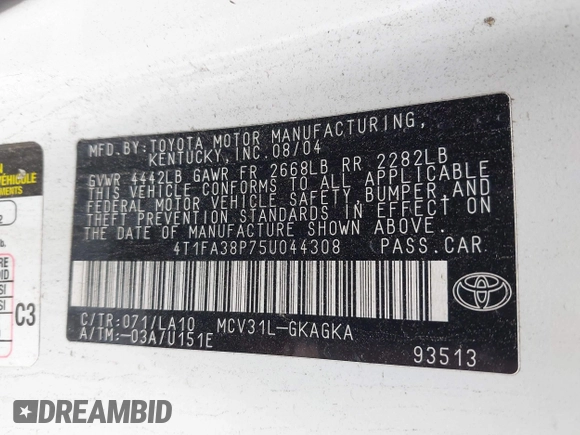 MFD. BY: TOYOTA MOTOR MANUFACTURING,
KENTUCKY, INC. 08/04
GVWR 4442LB GAWR FR 2668LB RR 2282LB
THIS VEHICLE CONFORMS TO ALL APPLICABLE
FEDERAL MOTOR VEHICLE SAFETY, BUMPER, AND
THEFT PREVENTION STANDARDS IN EFFECT ON
THE DATE OF MANUFACTURE SHOWN ABOVE.
4T1FA38P75U044308 PASS. CAR
C/TR: 071/LA10 MCV31L-GKAGKA
A/TM: -03A/U151E
93513
TOYOTA
VÉHICULE
C3
DREAMBID